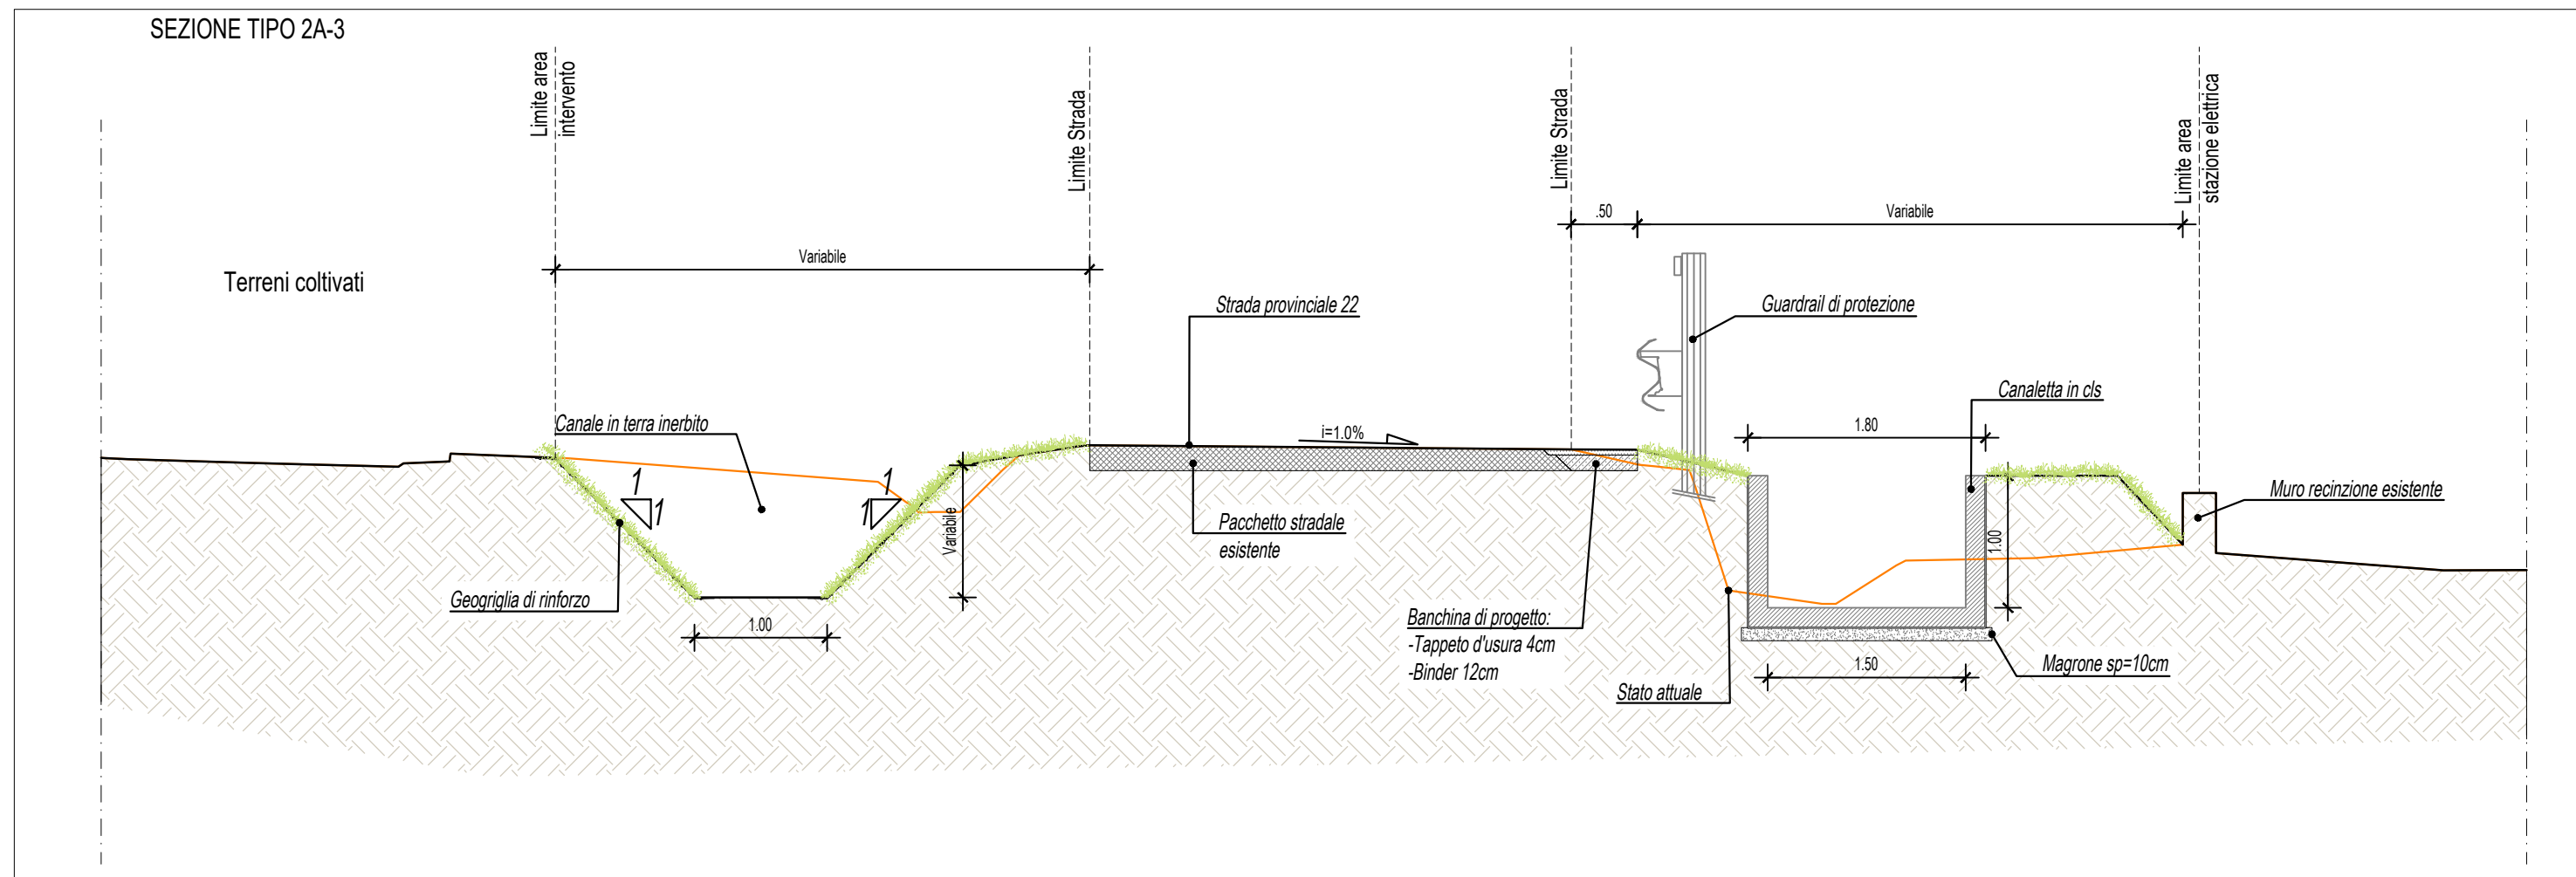 SEZIONE TIPO 2A-3
Limite area
intervento
Limite Strada
Limite Strada
Limite area
stazione elettrica
.50
Variabile
Variabile
Terreni coltivati
Strada provinciale 22
Guardrail di protezione
Canaletta in cls
Canale in terra inerbito
i=1.0%
1.80
1
1
1
1
Muro recinzione esistente
Pacchetto stradale
esistente
Variabile
1.00
Geogriglia di rinforzo
Banchina di progetto:
-Tappeto d'usura 4cm
-Binder 12cm
1.00
1.50
Magrone sp=10cm
Stato attuale